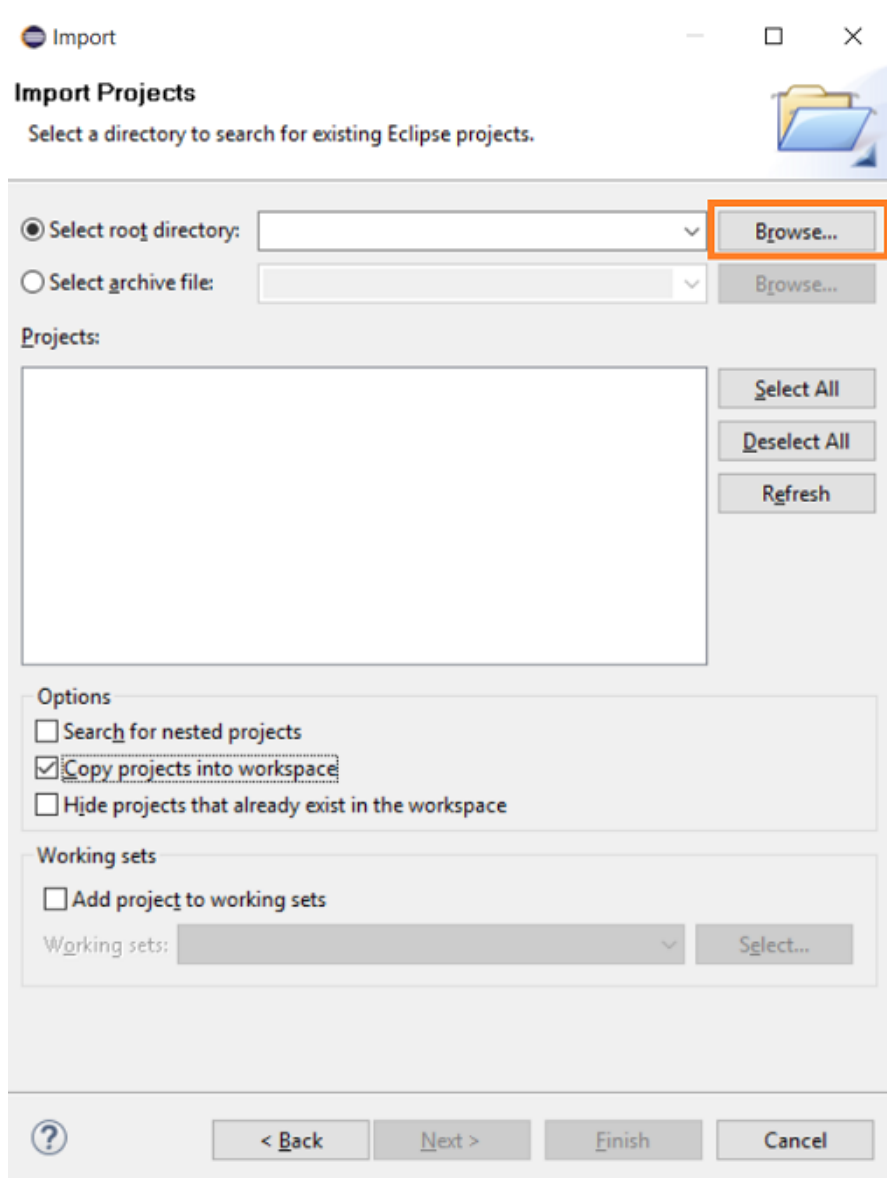 Import
Import Projects
Select a directory to search for existing Eclipse projects.
Select root directory:
Browse...
Select archive file:
Browse...
Projects:
Select All
Deselect All
Refresh
Options
Search for nested projects
Copy projects into workspace
Hide projects that already exist in the workspace
Working sets
Add project to working sets
Working sets:
Select...
?
< Back
Next >
Finish
Cancel